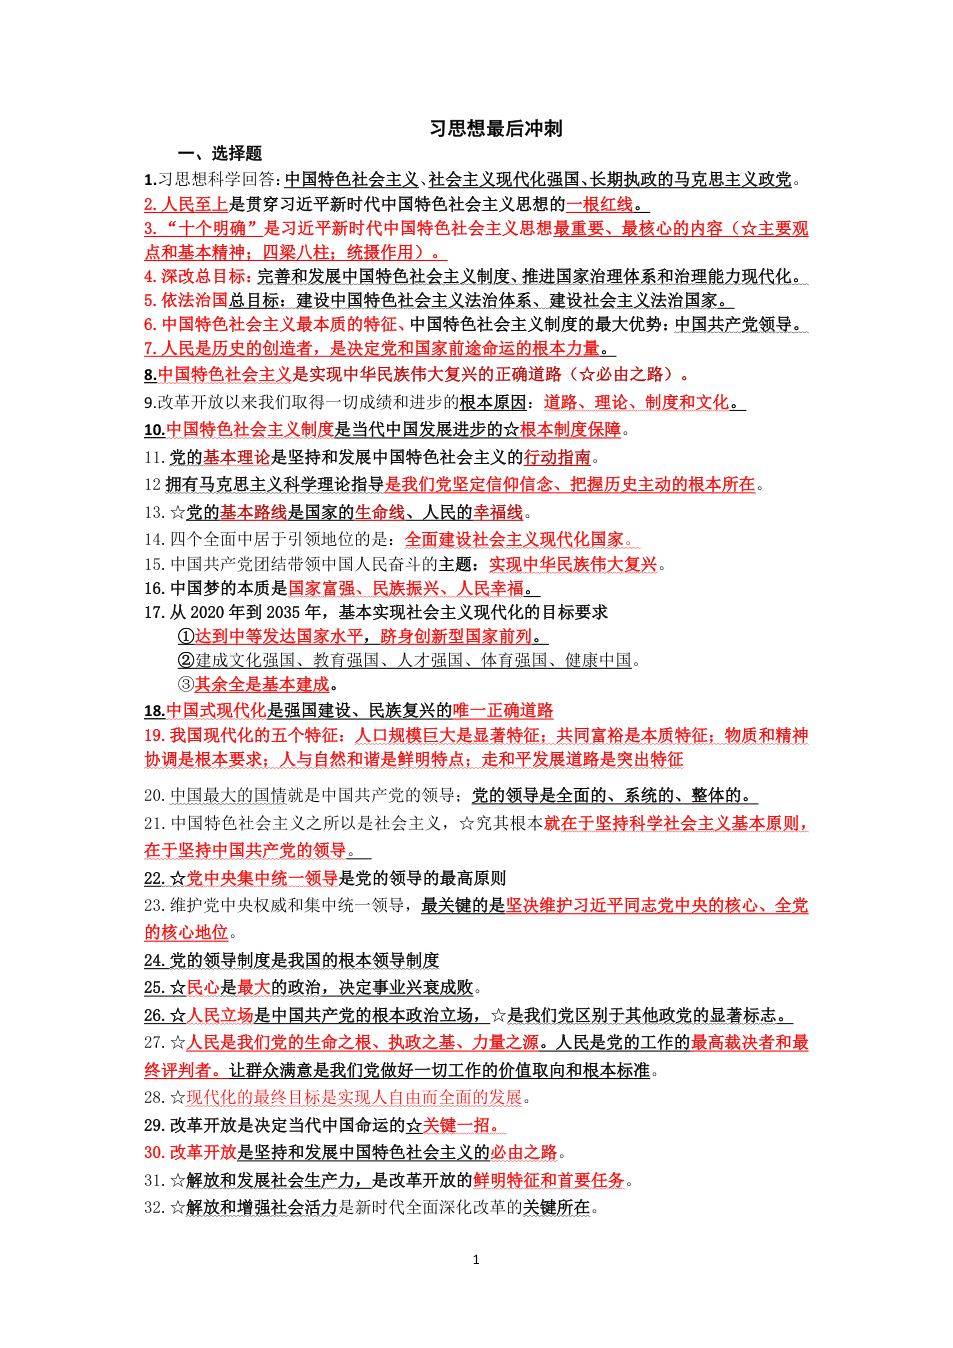 习思想最后冲刺
一、选择题
1.习思想科学回答：中国特色社会主义、社会主义现代化强国、长期执政的马克思主义政党。
2. 人民至上是贯穿习近平新时代中国特色社会主义思想的一根红线。
3. “十个明确”是习近平新时代中国特色社会主义思想最重要、最核心的内容（☆主要观
点和基本精神；四梁八柱；统摄作用）。
4. 深改总目标：完善和发展中国特色社会主义制度、推进国家治理体系和治理能力现代化。
5. 依法治国总目标：建设中国特色社会主义法治体系、建设社会主义法治国家。
6. 中国特色社会主义最本质的特征、中国特色社会主义制度的最大优势：中国共产党领导。
7. 人民是历史的创造者，是决定党和国家前途命运的根本力量。
8.中国特色社会主义是实现中华民族伟大复兴的正确道路（☆必由之路）。
9.改革开放以来我们取得一切成绩和进步的根本原因：道路、理论、制度和文化。
10.中国特色社会主义制度是当代中国发展进步的☆根本制度保障。
11. 党的基本理论是坚持和发展中国特色社会主义的行动指南。
12 拥有马克思主义科学理论指导是我们党坚定信仰信念、把握历史主动的根本所在。
13. ☆党的基本路线是国家的生命线、人民的幸福线。
14. 四个全面中居于引领地位的是：全面建设社会主义现代化国家。
15. 中国共产党团结带领中国人民奋斗的主题：实现中华民族伟大复兴。
16. 中国梦的本质是国家富强、民族振兴、人民幸福。
17. 从 2020 年到 2035 年，基本实现社会主义现代化的目标要求
①达到中等发达国家水平，跻身创新型国家前列。
②建成文化强国、教育强国、人才强国、体育强国、健康中国。
③其余全是基本建成。
18.中国式现代化是强国建设、民族复兴的唯一正确道路
19. 我国现代化的五个特征：人口规模巨大是显著特征；共同富裕是本质特征；物质和精神
协调是根本要求；人与自然和谐是鲜明特点；走和平发展道路是突出特征
20. 中国最大的国情就是中国共产党的领导；党的领导是全面的、系统的、整体的。
21. 中国特色社会主义之所以是社会主义，☆究其根本就在于坚持科学社会主义基本原则，
在于坚持中国共产党的领导。
22. ☆党中央集中统一领导是党的领导的最高原则
23. 维护党中央权威和集中统一领导，最关键的是坚决维护习近平同志党中央的核心、全党
的核心地位。
24. 党的领导制度是我国的根本领导制度
25. ☆民心是最大的政治，决定事业兴衰成败。
26. ☆人民立场是中国共产党的根本政治立场，☆是我们党区别于其他政党的显著标志。
27. ☆人民是我们党的生命之根、执政之基、力量之源。人民是党的工作的最高裁决者和最
终评判者。让群众满意是我们党做好一切工作的价值取向和根本标准。
28. ☆现代化的最终目标是实现人自由而全面的发展。
29. 改革开放是决定当代中国命运的☆关键一招。
30. 改革开放是坚持和发展中国特色社会主义的必由之路。
31. ☆解放和发展社会生产力，是改革开放的鲜明特征和首要任务。
32. ☆解放和增强社会活力是新时代全面深化改革的关键所在。
1